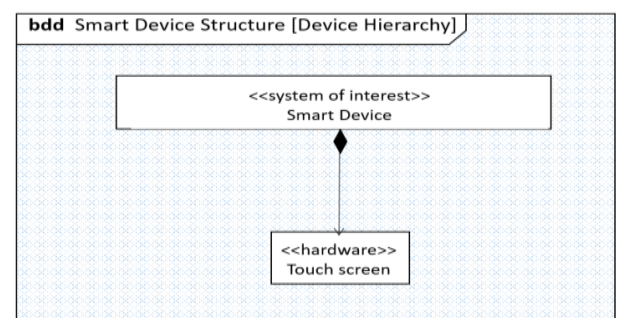 bdd Smart Device Structure [Device Hierarchy]
<<system of interest>>
Smart Device
<<hardware>>
Touch screen